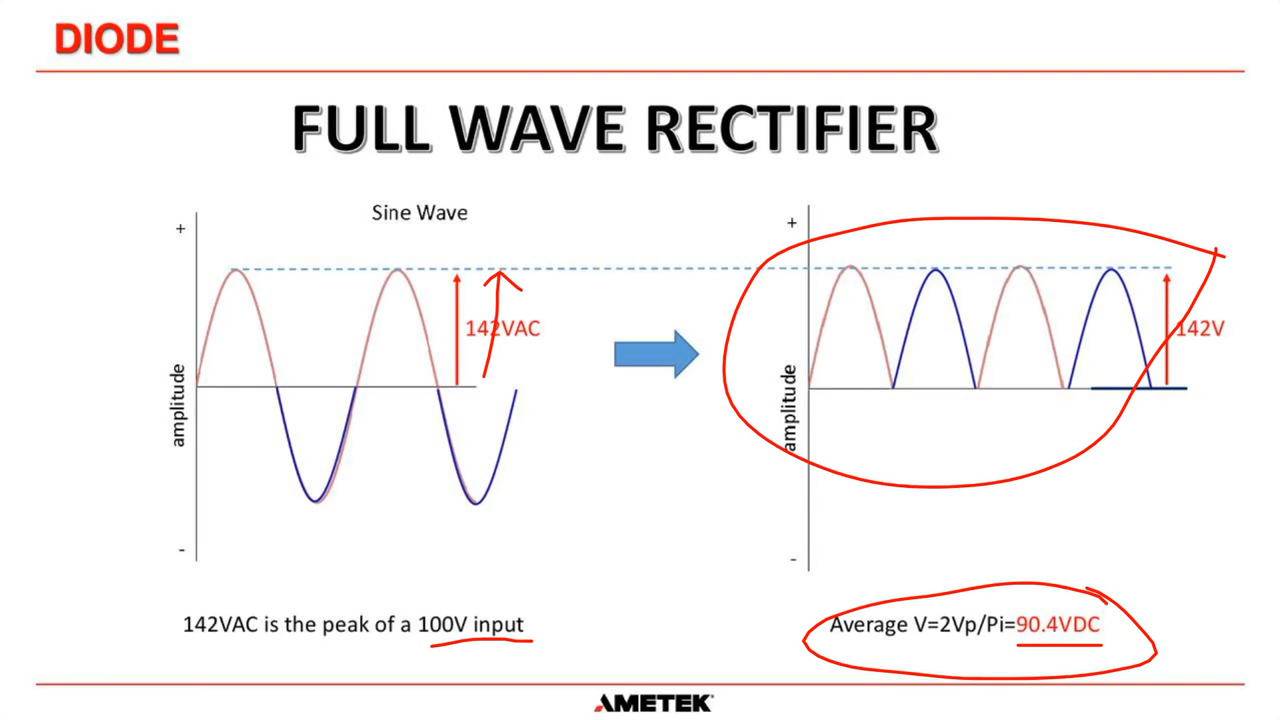 DIODE
FULL WAVE RECTIFIER
Sine Wave
+
142VAC
amplitude
-
+
142V
amplitude
-
142VAC is the peak of a 100V input
Average V=2Vp/Pi=90.4VDC
AMETEK